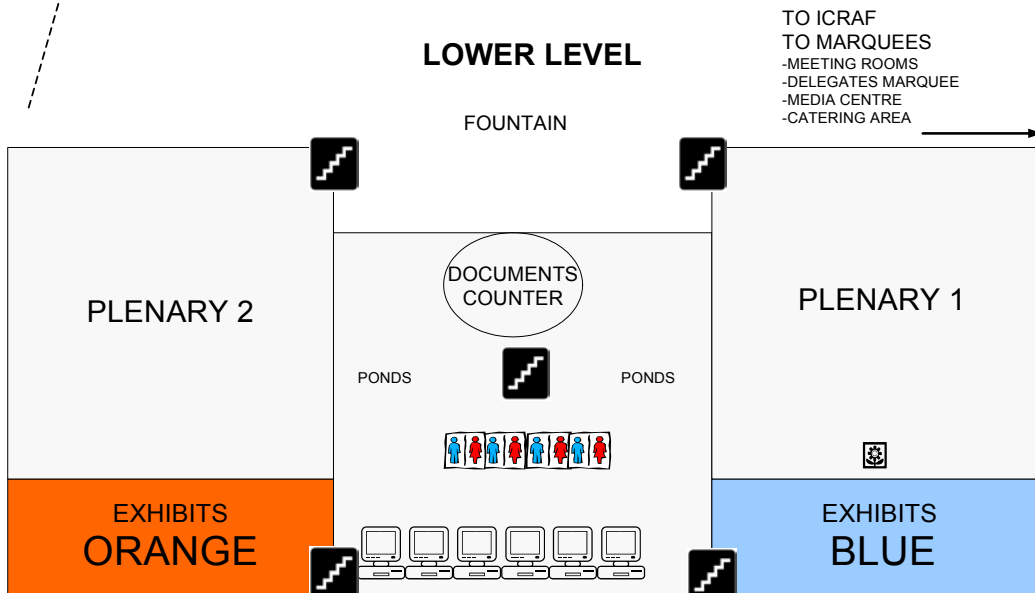 TO ICRAF
TO MARQUEES
-MEETING ROOMS
-DELEGATES MARQUEE
-MEDIA CENTRE
-CATERING AREA
LOWER LEVEL
FOUNTAIN
DOCUMENTS
COUNTER
PLENARY 2
PLENARY 1
PONDS
PONDS
EXHIBITS
ORANGE
EXHIBITS
BLUE